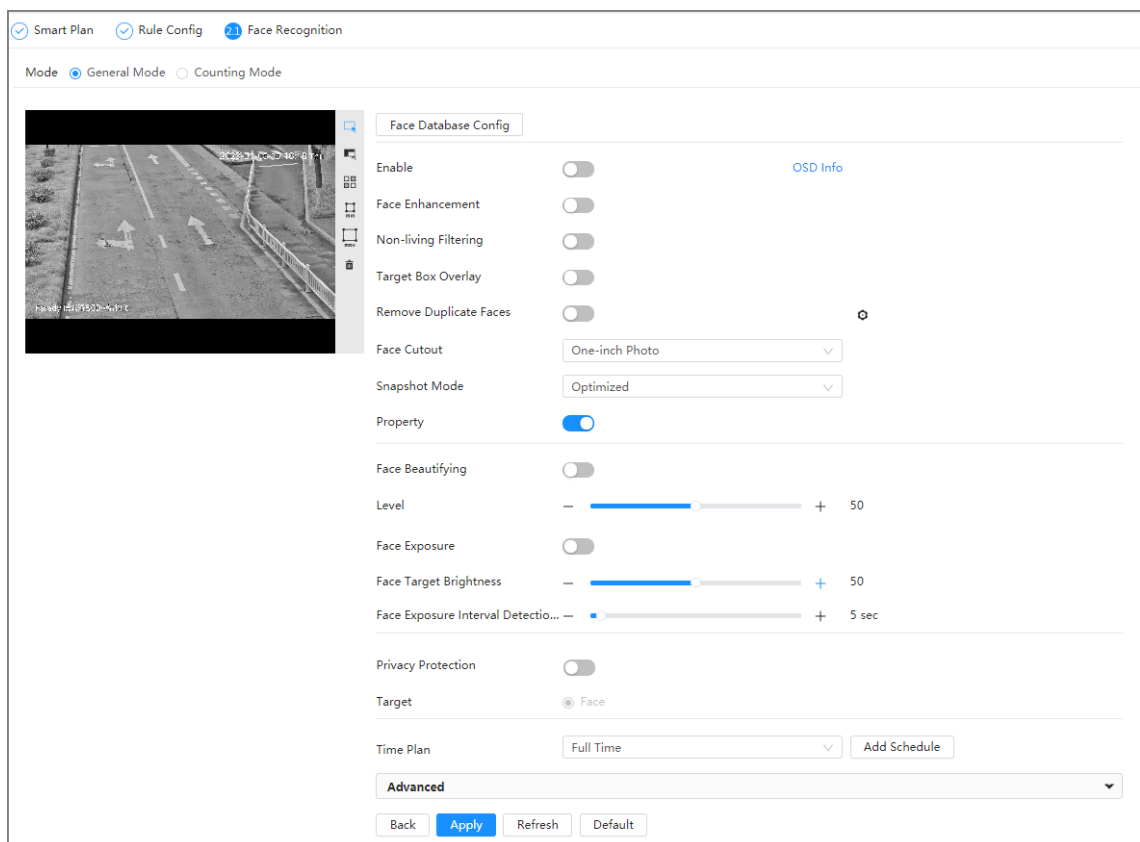 Smart Plan Rule Config 2.1 Face Recognition
Mode General Mode Counting Mode
Face Database Config
Enable OSD Info
Face Enhancement
Non-living Filtering
Target Box Overlay
Remove Duplicate Faces
Face Cutout One-inch Photo
Snapshot Mode Optimized
Property
Face Beautifying
Level 50
Face Exposure
Face Target Brightness 50
Face Exposure Interval Detectio... 5 sec
Privacy Protection
Target Face
Time Plan Full Time Add Schedule
Advanced
Back Apply Refresh Default